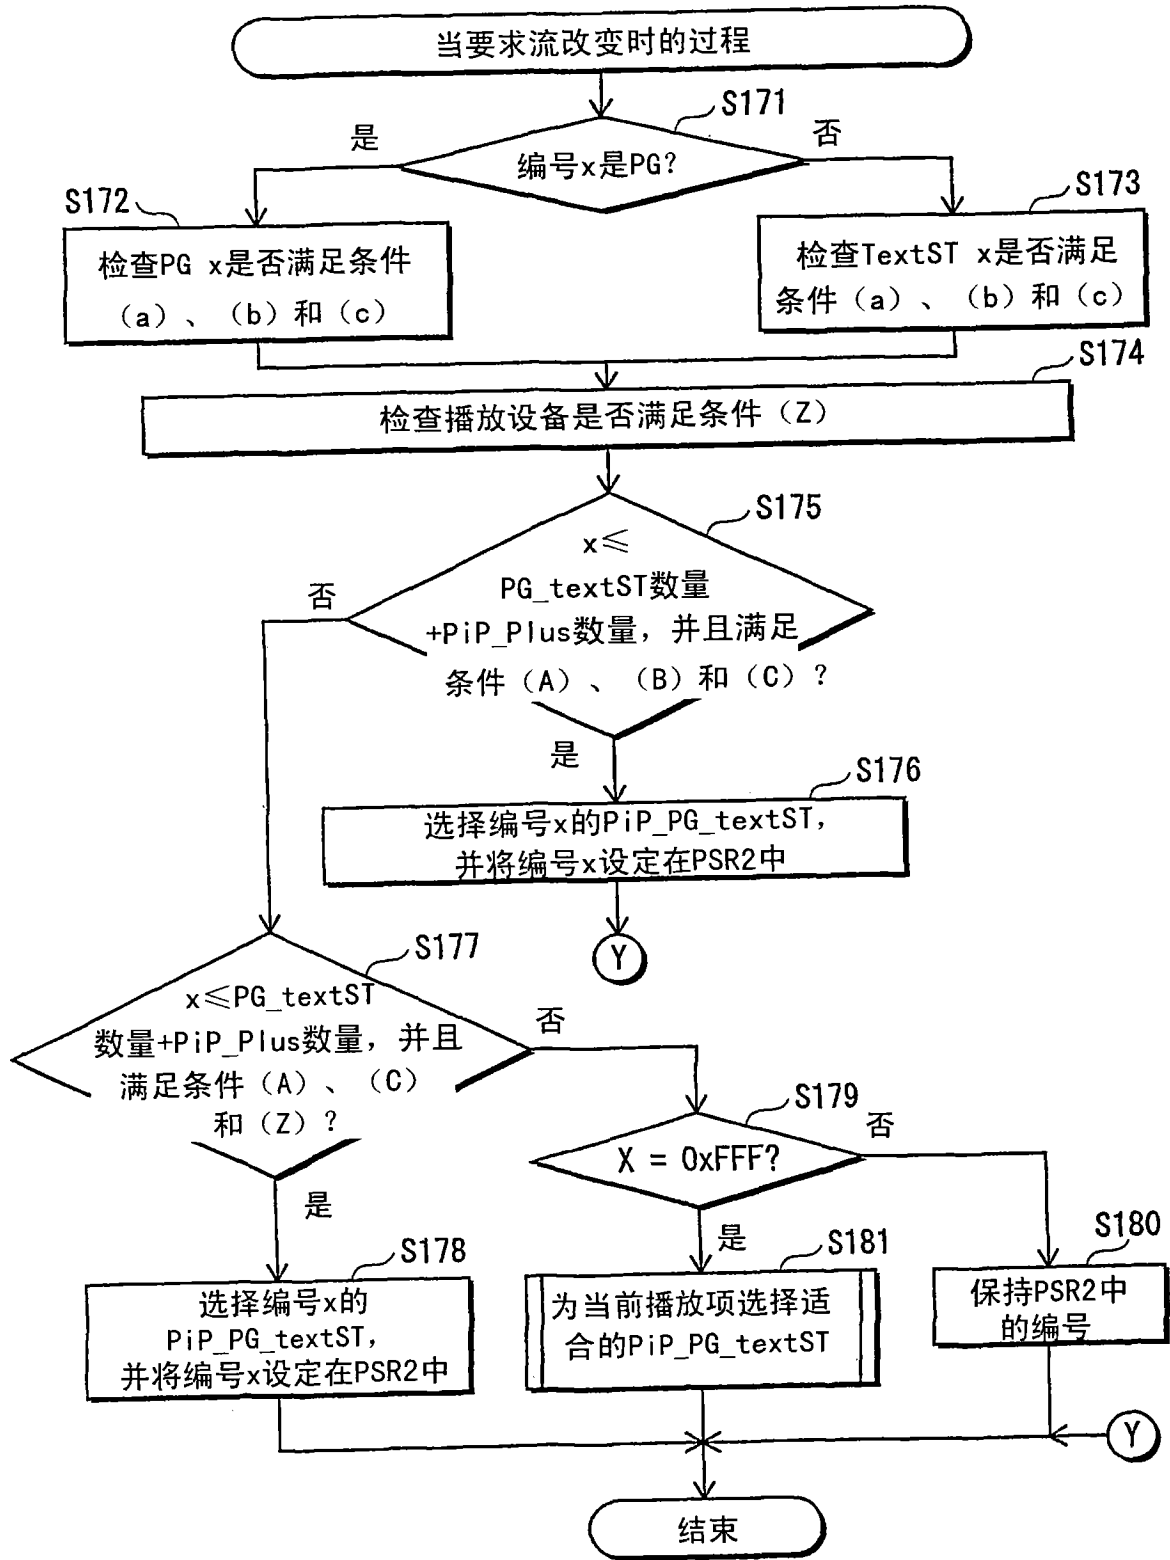 当要求流改变时的过程
S171
是
否
编号x是PG？
S172
S173
检查PG x是否满足条件
（a）、（b）和（c）
检查TextST x是否满足
条件（a）、（b）和（c）
S174
检查播放设备是否满足条件（Z）
S175
x≤
PG_textST数量
+PiP_Plus数量，并且满足
条件（A）、（B）和（C）？
否
是
S176
选择编号x的PiP_PG_textST，
并将编号x设定在PSR2中
Y
S177
x≤PG_textST
数量+PiP_Plus数量，并且
满足条件（A）、（C）
和（Z）？
否
是
S179
X = 0xFFF?
否
是
S178
选择编号x的
PiP_PG_textST，
并将编号x设定在PSR2中
S181
为当前播放项选择适
合的PiP_PG_textST
S180
保持PSR2中
的编号
Y
结束